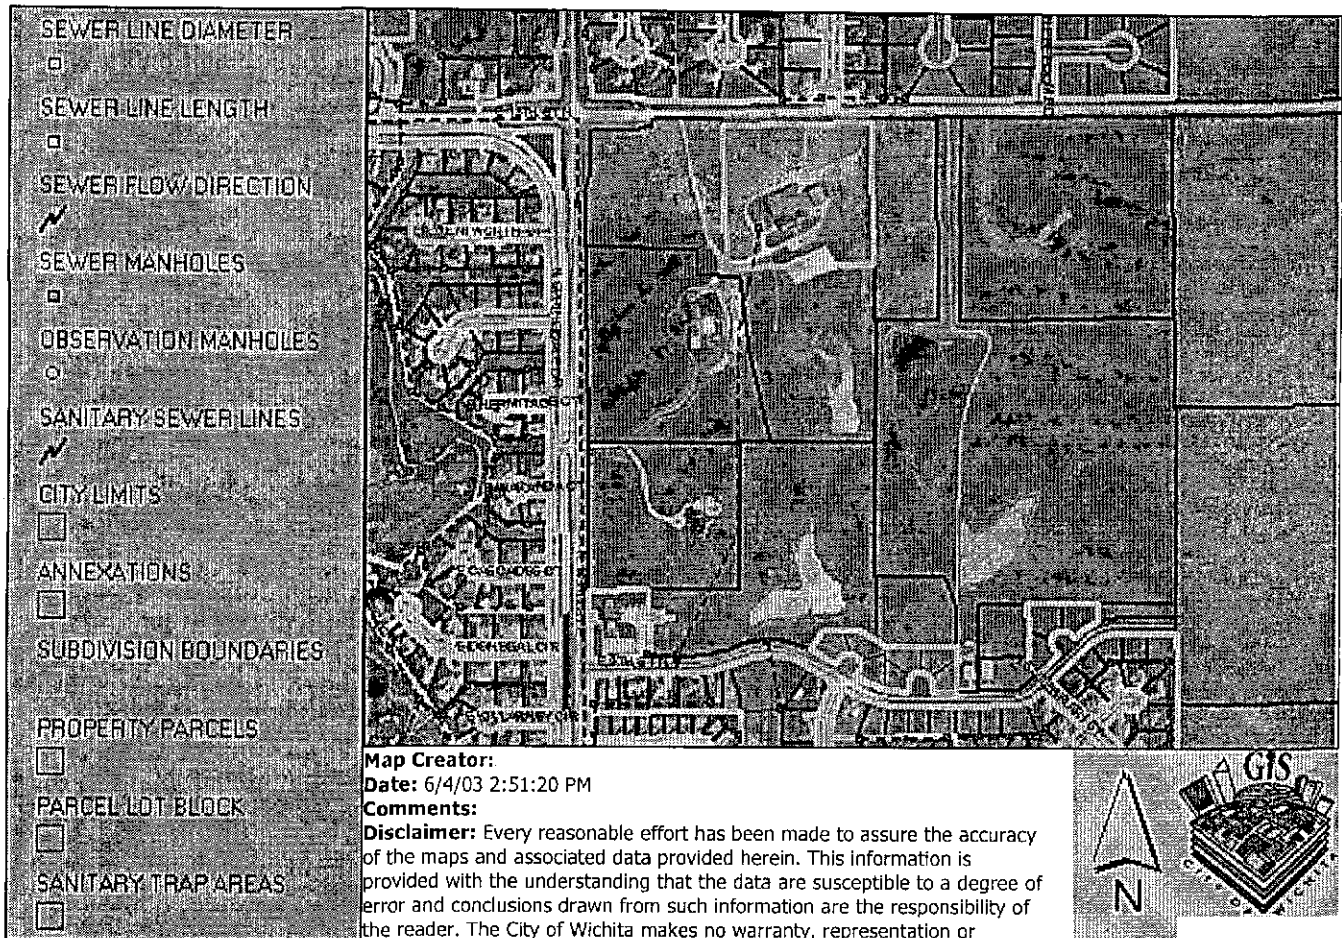 SEWER LINE DIAMETER
SEWER LINE LENGTH
SEWER FLOW DIRECTION
SEWER MANHOLES
OBSERVATION MANHOLES
SANITARY SEWER LINES
CITY LIMITS
ANNEXATIONS
SUBDIVISION BOUNDARIES
PROPERTY PARCELS
PARCEL LOT BLOCK
SANITARY TRAP AREAS
Map Creator:
Date: 6/4/03 2:51:20 PM
Comments:
Disclaimer: Every reasonable effort has been made to assure the accuracy
of the maps and associated data provided herein. This information is
provided with the understanding that the data are susceptible to a degree of
error and conclusions drawn from such information are the responsibility of
the reader. The City of Wichita makes no warranty, representation or
N
GIS